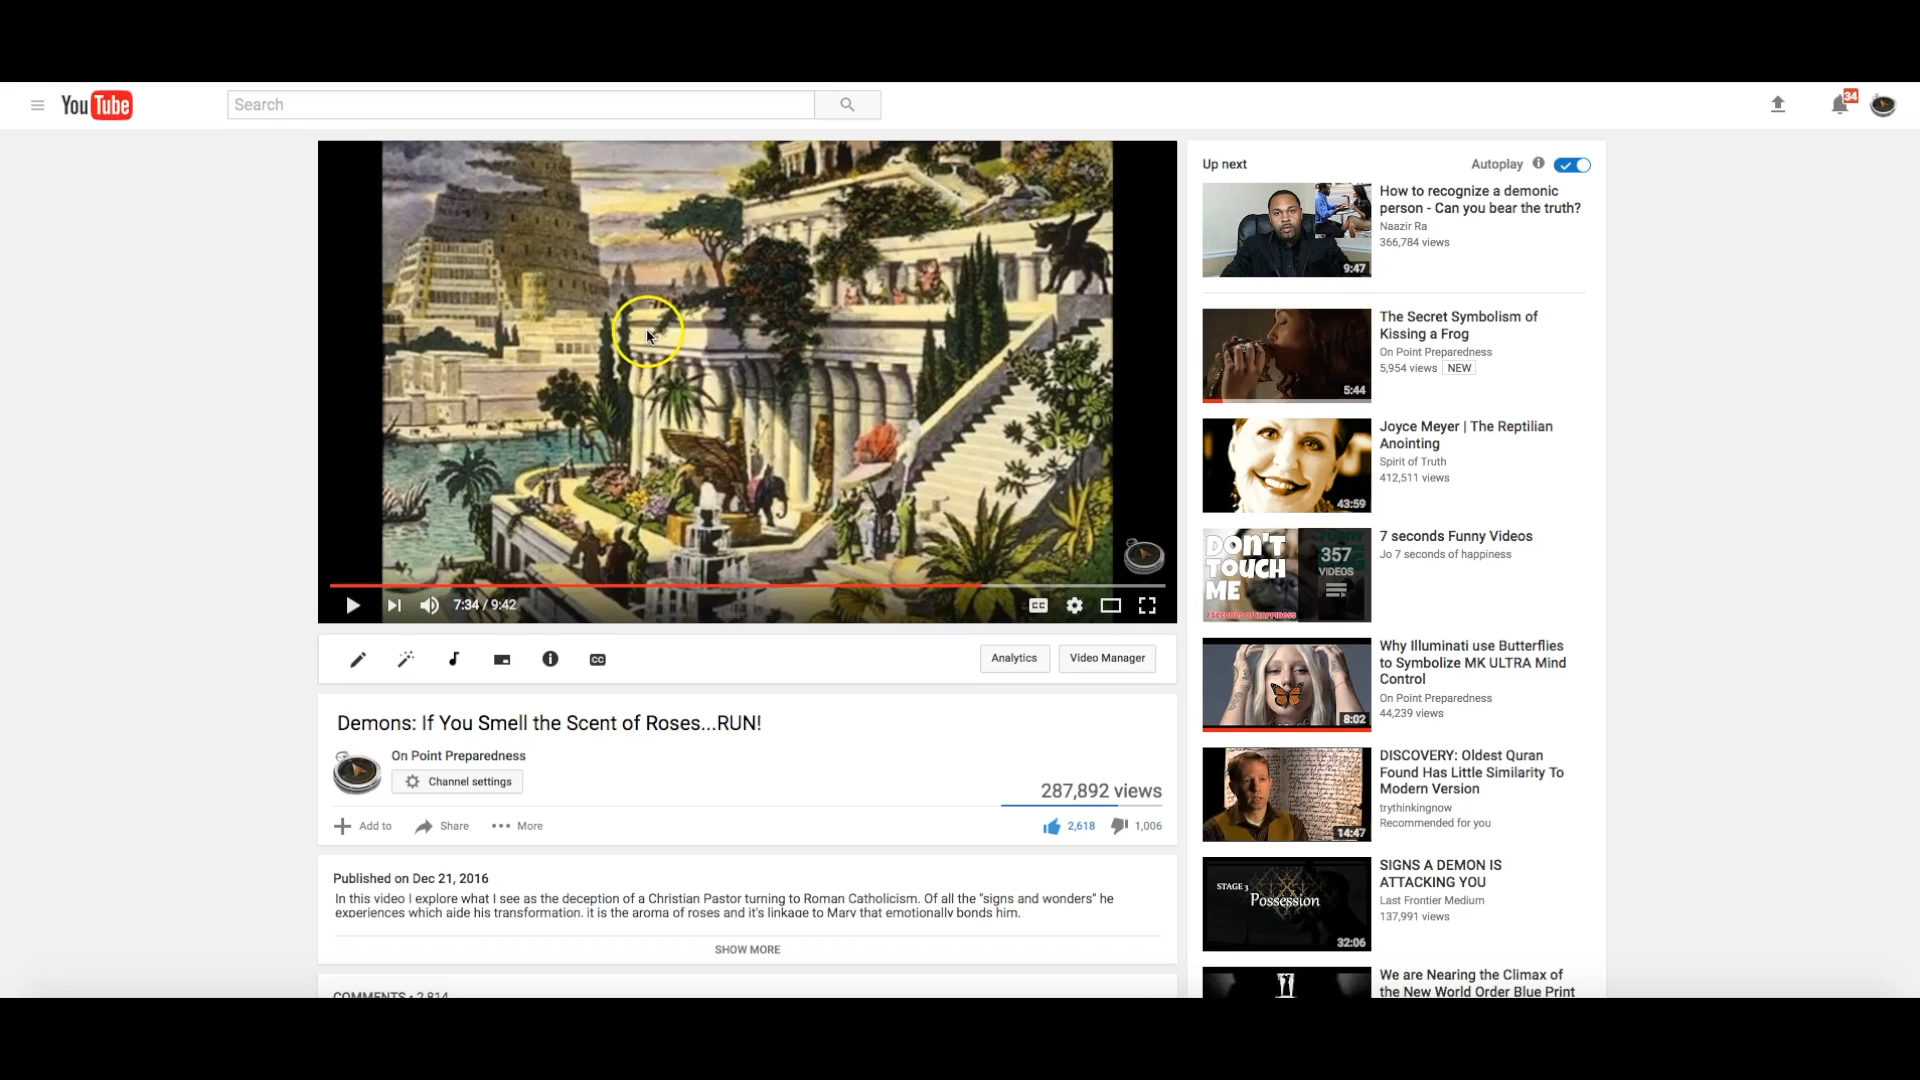 YouTube
Search
34
7:34 / 9:42
CC
CC
Analytics
Video Manager
Demons: If You Smell the Scent of Roses...RUN!
On Point Preparedness
Channel settings
287,892 views
Add to
Share
More
2,618
1,006
Published on Dec 21, 2016
In this video I explore what I see as the deception of a Christian Pastor turning to Roman Catholicism. Of all the "signs and wonders" he
experiences which aide his transformation, it is the aroma of roses and it's linkage to Mary that emotionally bonds him.
SHOW MORE
COMMENTS • 2,814
Up next
Autoplay
9:47
How to recognize a demonic
person - Can you bear the truth?
Naazir Ra
366,784 views
5:44
The Secret Symbolism of
Kissing a Frog
On Point Preparedness
5,954 views NEW
43:59
Joyce Meyer | The Reptilian
Anointing
Spirit of Truth
412,511 views
DON'T
TOUCH
ME
7 SECONDS OF HAPPINESS
357
VIDEOS
7 seconds Funny Videos
Jo 7 seconds of happiness
8:02
Why Illuminati use Butterflies
to Symbolize MK ULTRA Mind
Control
On Point Preparedness
44,239 views
14:47
DISCOVERY: Oldest Quran
Found Has Little Similarity To
Modern Version
trythinkingnow
Recommended for you
STAGE 3
Possession
32:06
SIGNS A DEMON IS
ATTACKING YOU
Last Frontier Medium
137,991 views
We are Nearing the Climax of
the New World Order Blue Print